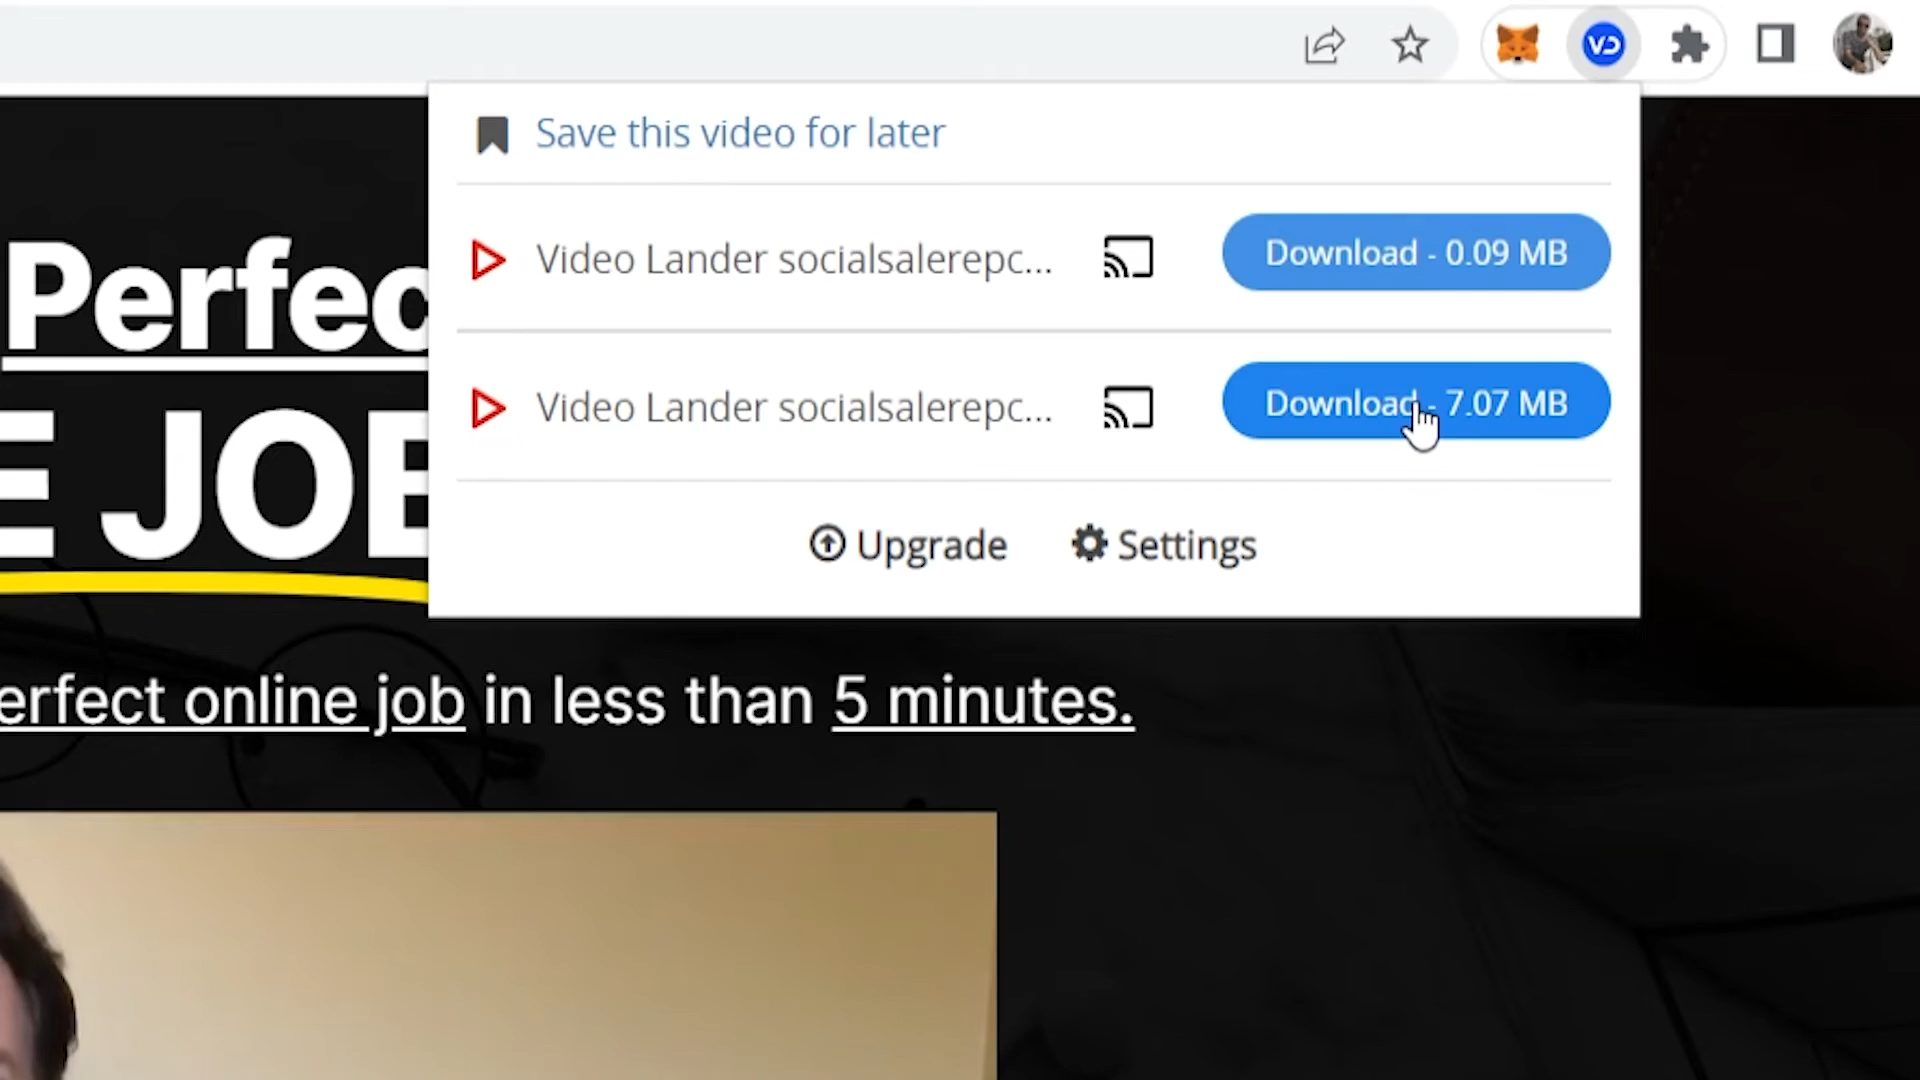 VD
Save this video for later
Video Lander socialsalerepc...
Download - 0.09 MB
Video Lander socialsalerepc...
Download - 7.07 MB
Upgrade
Settings
Perfec
E JOB
erfect online job in less than 5 minutes.